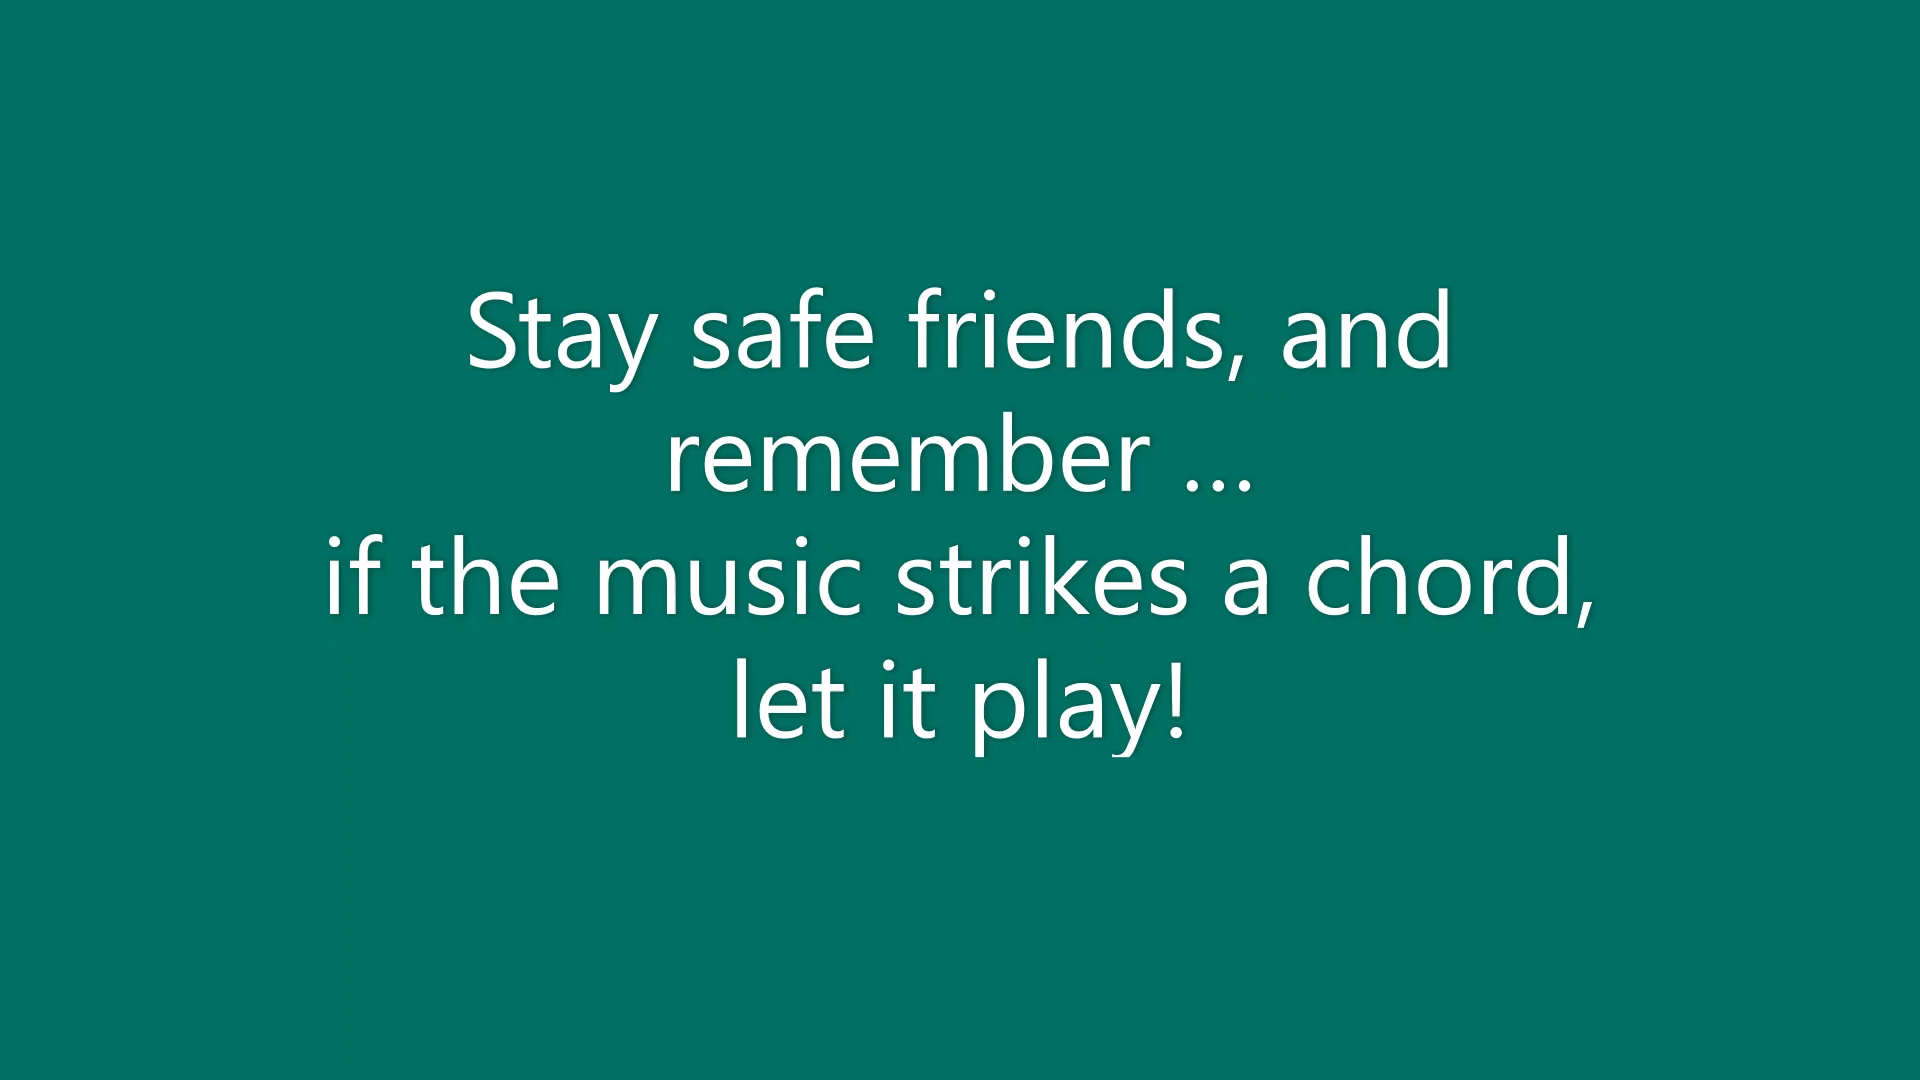 Stay safe friends, and
remember ...
if the music strikes a chord,
let it play!